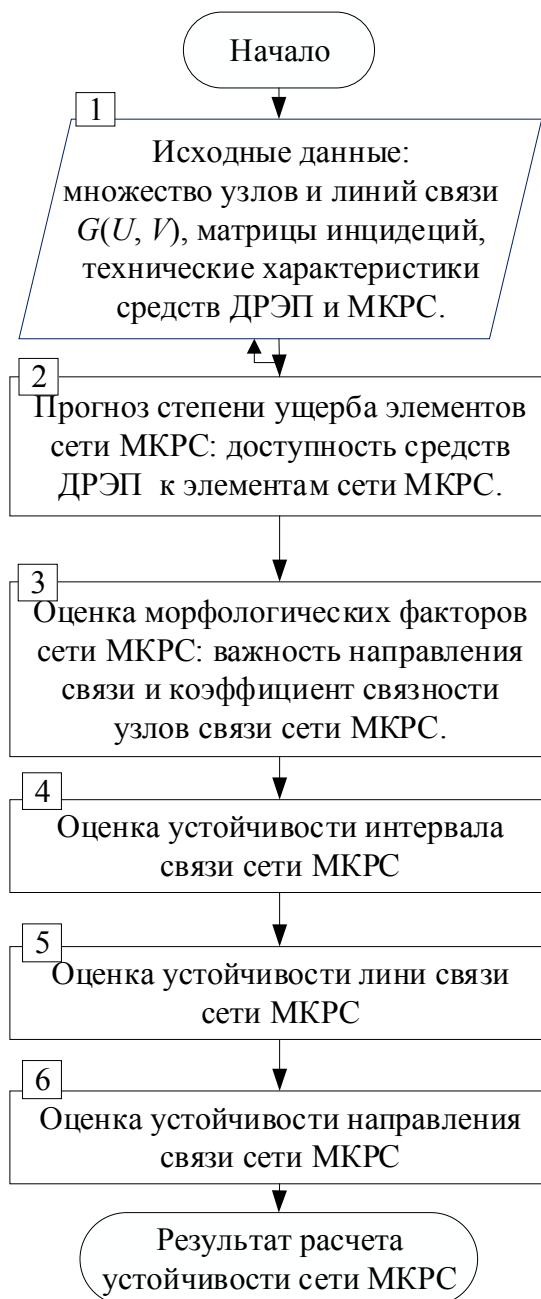 Начало
1
Исходные данные:
множество узлов и линий связи
G(U, V), матрицы инцидеций,
технические характеристики
средств ДРЭП и МКРС.
2
Прогноз степени ущерба элементов
сети МКРС: доступность средств
ДРЭП к элементам сети МКРС.
3
Оценка морфологических факторов
сети МКРС: важность направления
связи и коэффициент связности
узлов связи сети МКРС.
4
Оценка устойчивости интервала
связи сети МКРС
5
Оценка устойчивости лини связи
сети МКРС
6
Оценка устойчивости направления
связи сети МКРС
Результат расчета
устойчивости сети МКРС